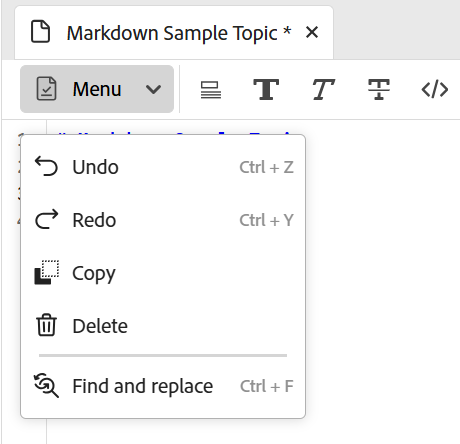 Markdown Sample Topic *
Menu
Undo Ctrl + Z
Redo Ctrl + Y
Copy
Delete
Find and replace Ctrl + F